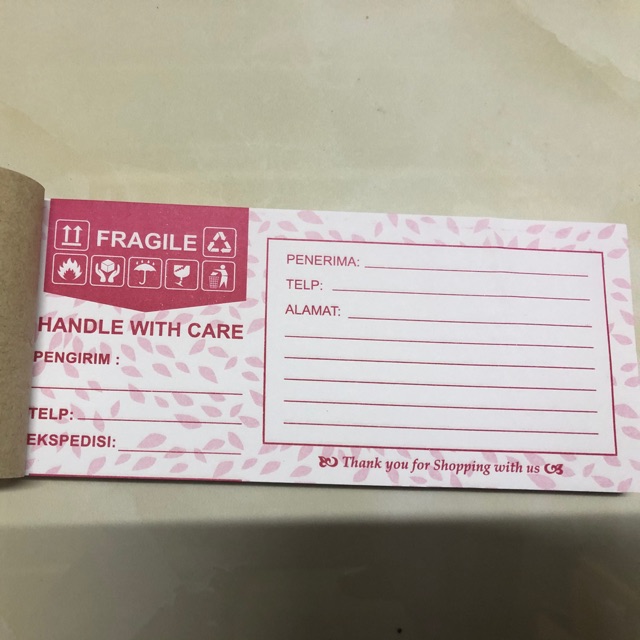 FRAGILE
HANDLE WITH CARE
PENGIRIM :
TELP:
EKSPEDISI:
PENERIMA:
TELP:
ALAMAT:
Thank you for Shopping with us